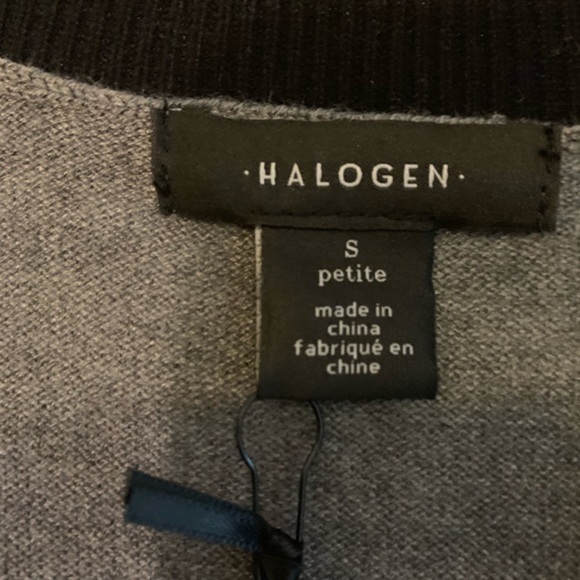 ·HALOGEN·
S
petite
made in
china
fabriqué en
chine